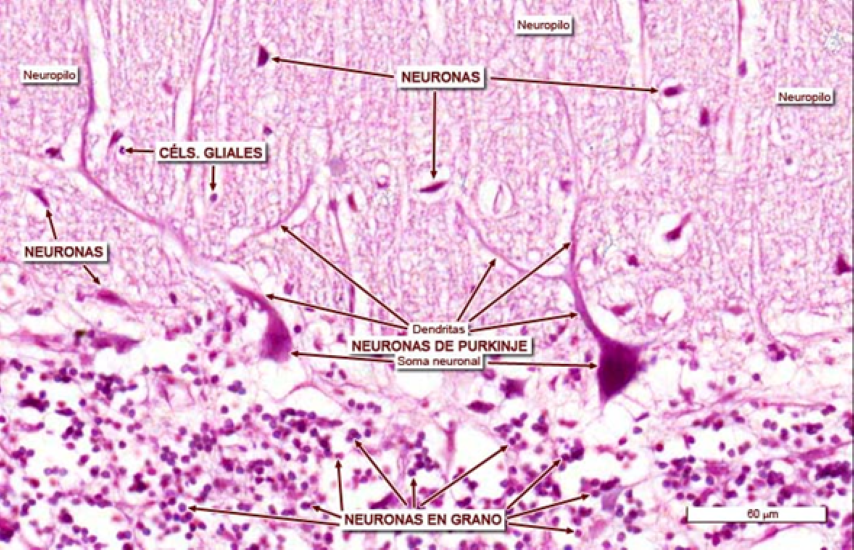 Neuropilo
Neuropilo
NEURONAS
Neuropilo
CÉLS. GLIALES
NEURONAS
Dendritas
NEURONAS DE PURKINJE
Soma neuronal
NEURONAS EN GRANO
60 µm